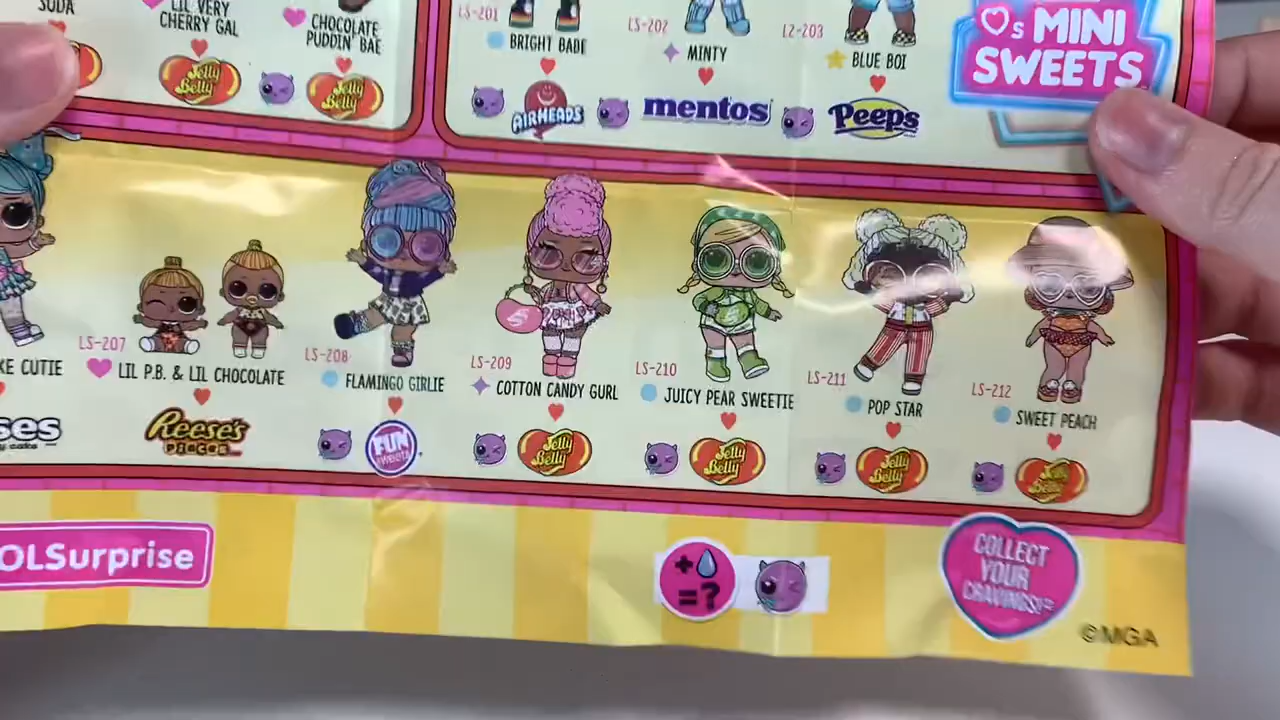 SODA
LIL VERY
CHERRY GAL
CHOCOLATE
PUDDIN' BAE
Jelly
Belly
Jelly
Belly
LS-201
BRIGHT BABE
AIRHEADS
LS-202
MINTY
mentos
LS-203
BLUE BOI
Peeps
s MINI
SWEETS
KE CUTIE
LS-207
LIL P.B. & LIL CHOCOLATE
REESE'S
PIECES
LS-208
FLAMINGO GIRLIE
FUN
SWEETS
LS-209
COTTON CANDY GURL
Jelly
Belly
LS-210
JUICY PEAR SWEETIE
Jelly
Belly
LS-211
POP STAR
Jelly
Belly
LS-212
SWEET PEACH
Jelly
Belly
OLSurprise
+
=?
COLLECT
YOUR
CRAVINGS!
©MGA